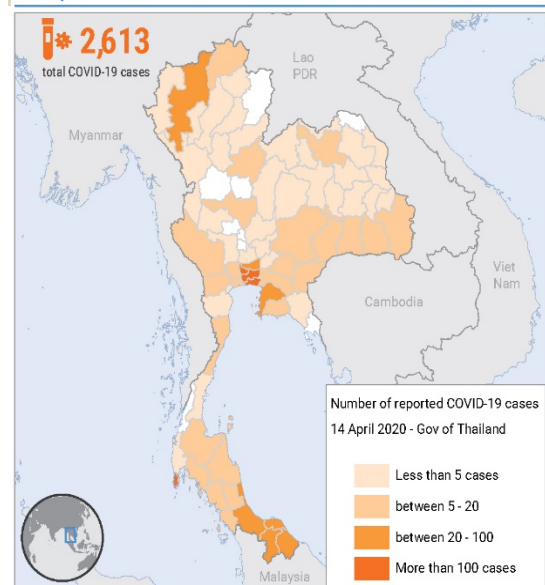 2,613
total COVID-19 cases
Lao
PDR
Myanmar
Viet
Nam
Cambodia
Number of reported COVID-19 cases
14 April 2020 - Gov of Thailand
Less than 5 cases
between 5 - 20
between 20 - 100
More than 100 cases
Malaysia